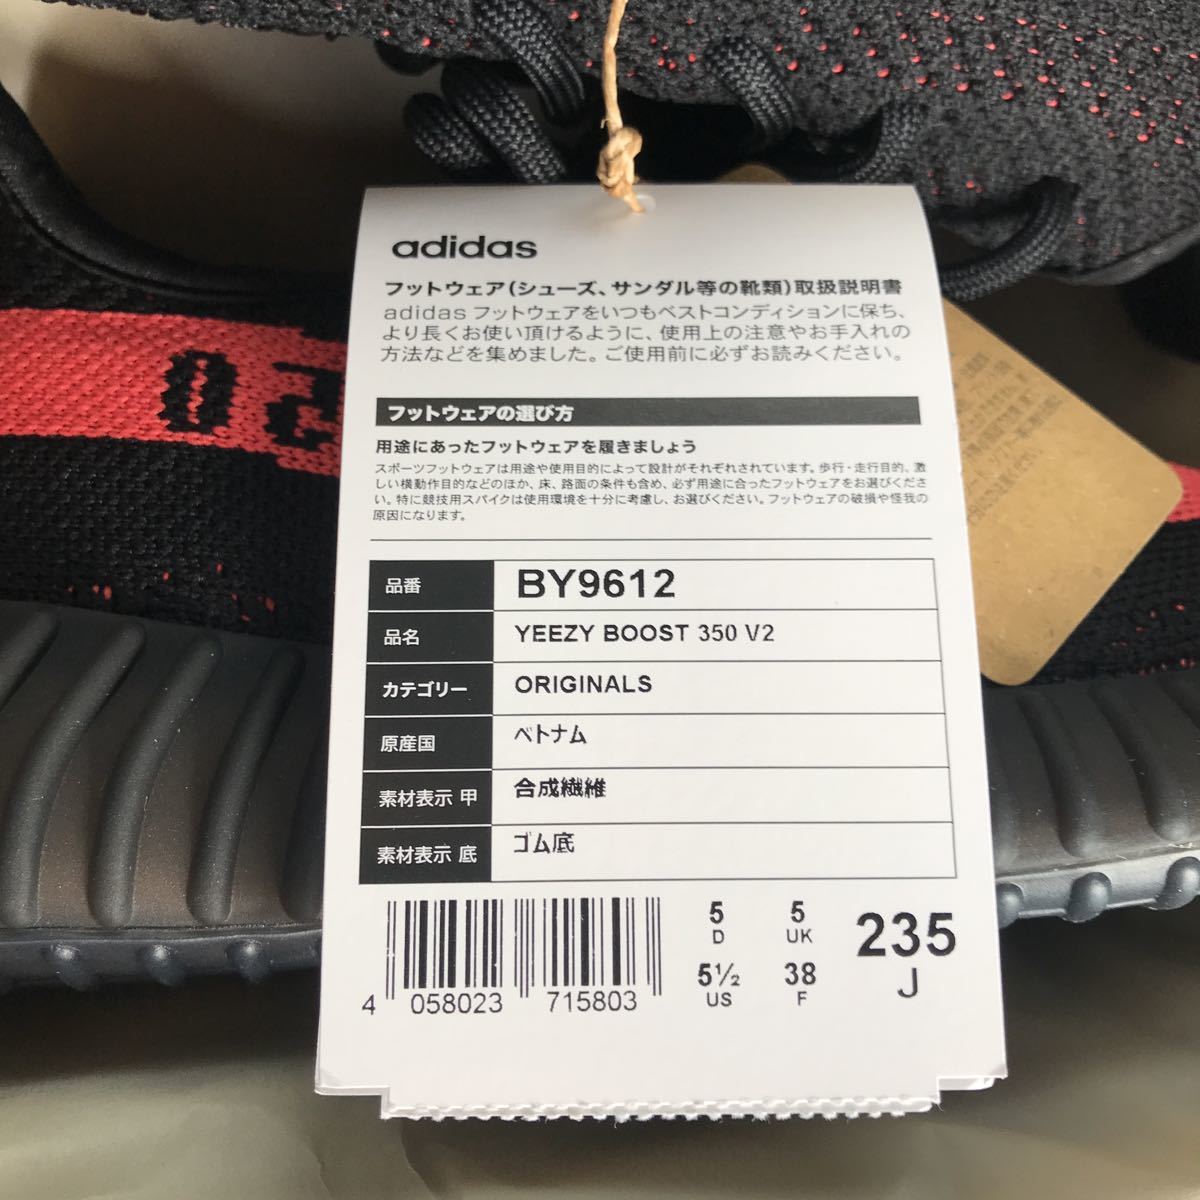 adidas
フットウェア(シューズ、サンダル等の靴類)取扱説明書
adidas フットウェアをいつもベストコンディションに保ち、
より長くお使い頂けるように、使用上の注意やお手入れの
方法などを集めました。ご使用前に必ずお読みください。
フットウェアの選び方
用途にあったフットウェアを履きましょう
スポーツフットウェアは用途や使用目的によって設計がそれぞれされています。歩行・走行目的、激
しい横動作目的などのほか、床、路面の条件も含め、必ず用途に合ったフットウェアをお選びくださ
い。特に競技用スパイクは使用環境を十分に考慮し、お選びください。フットウェアの破損や怪我の
原因になります。
品番 BY9612
品名 YEEZY BOOST 350 V2
カテゴリー ORIGINALS
原産国 ベトナム
素材表示 甲 合成繊維
素材表示 底 ゴム底
5 D 5 UK
5½ US 38 F
235 J
4 058023 715803